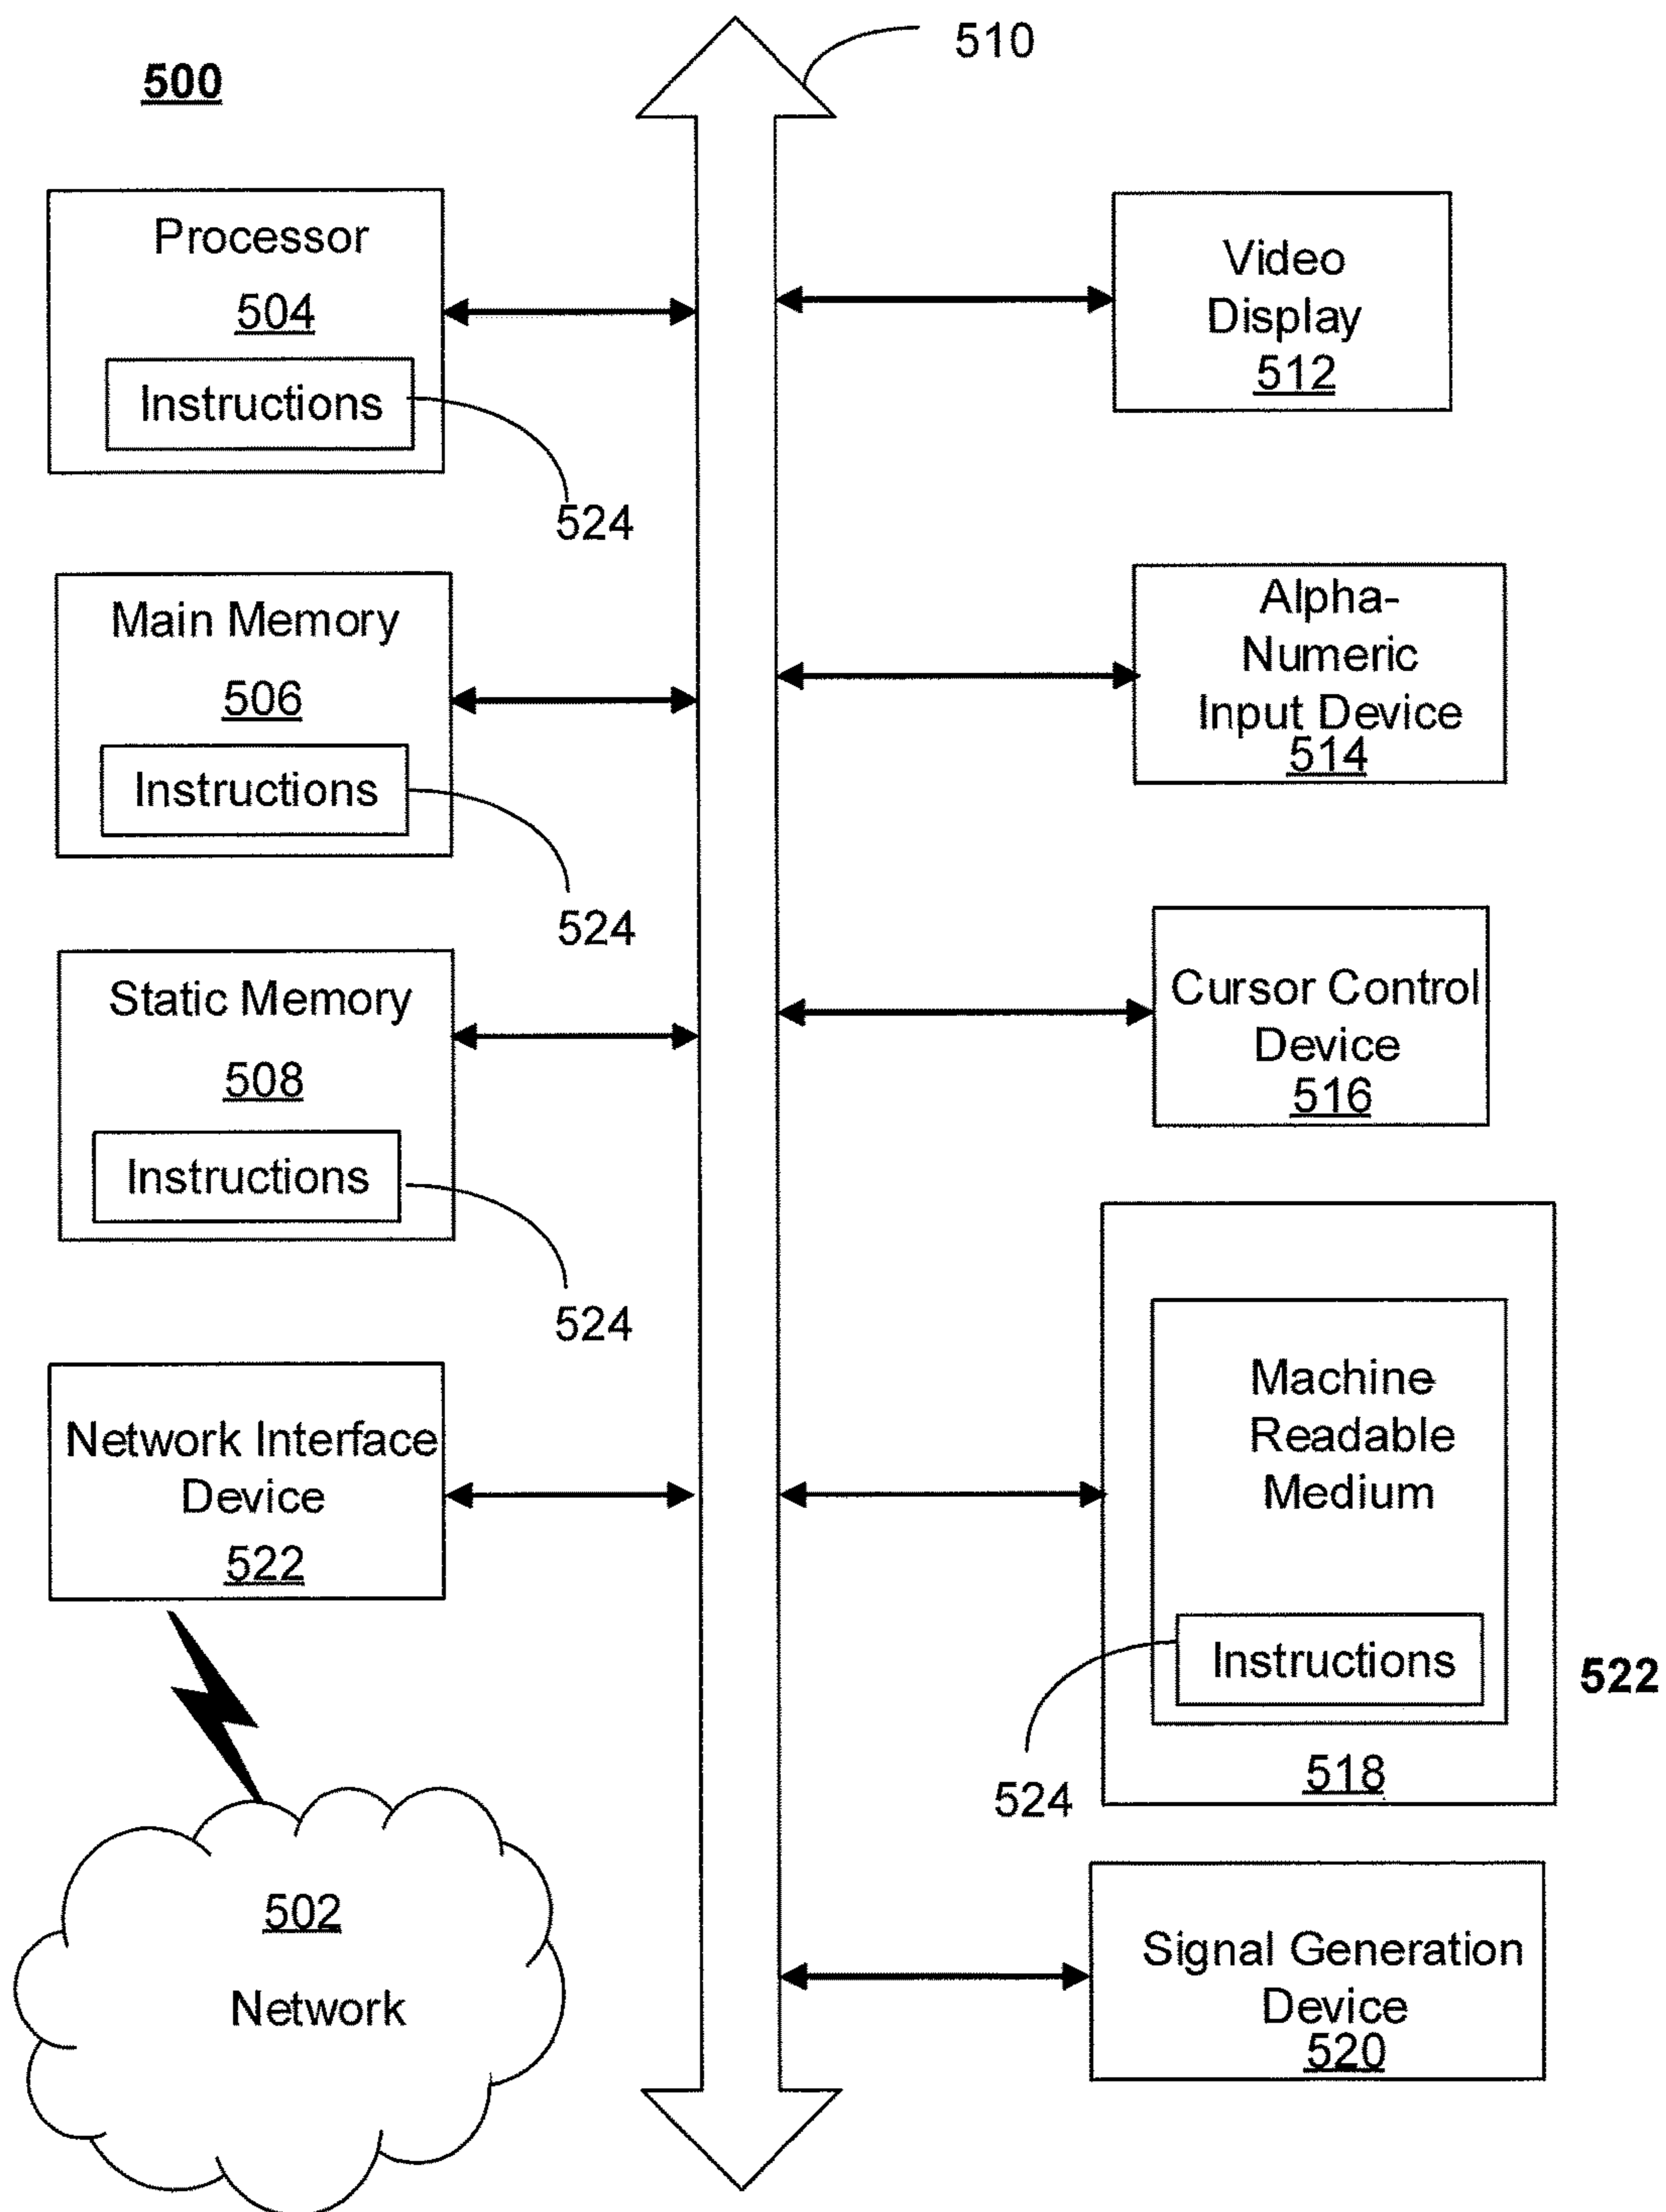 510
500
Processor
504
Instructions
524
Main Memory
506
Instructions
524
Static Memory
508
Instructions
524
Network Interface
Device
522
502
Network
Video
Display
512
Alpha-
Numeric
Input Device
514
Cursor Control
Device
516
Machine
Readable
Medium
Instructions
522
524
518
Signal Generation
Device
520